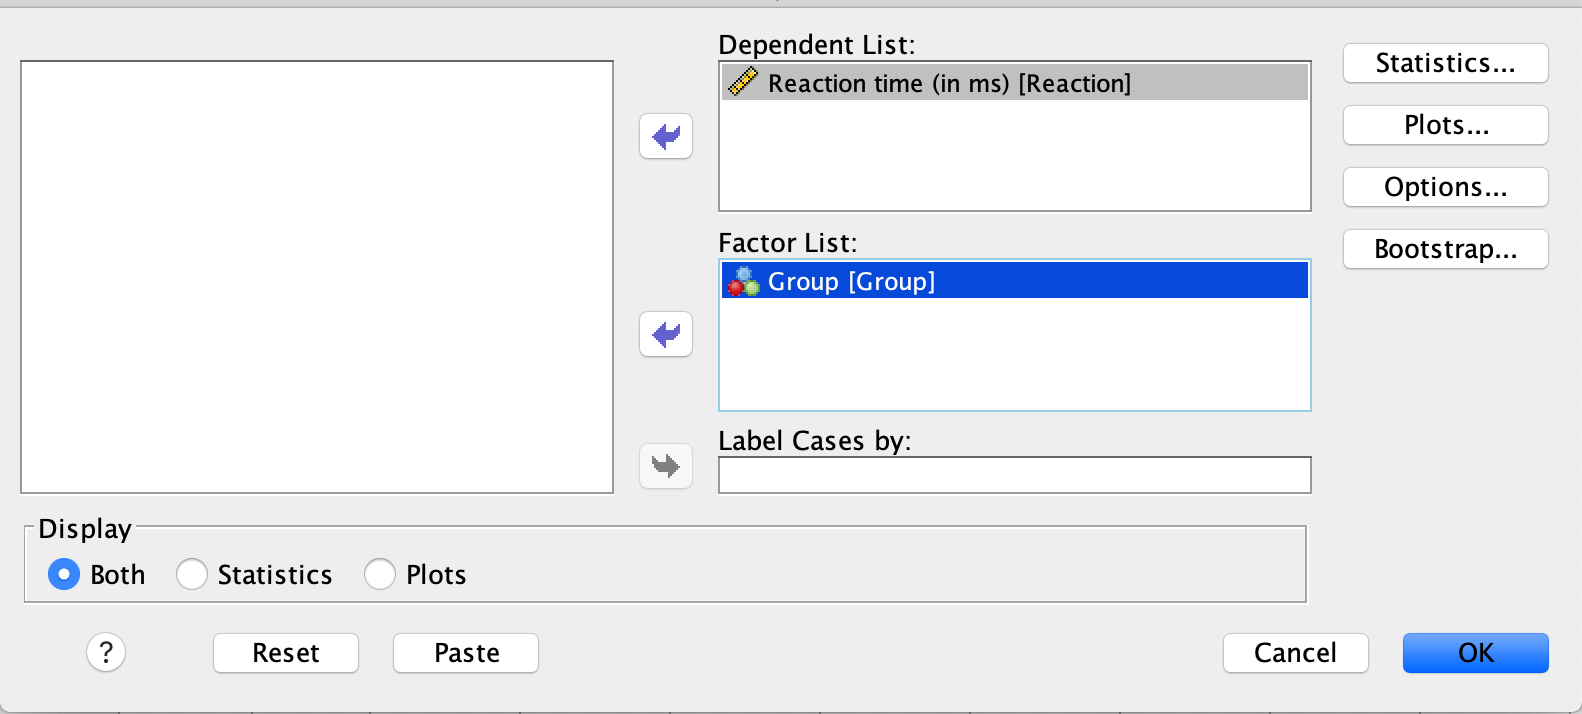 Dependent List:
Reaction time (in ms) [Reaction]
Factor List:
Group [Group]
Label Cases by:
Statistics...
Plots...
Options...
Bootstrap...
Display
Both Statistics Plots
? Reset Paste Cancel OK